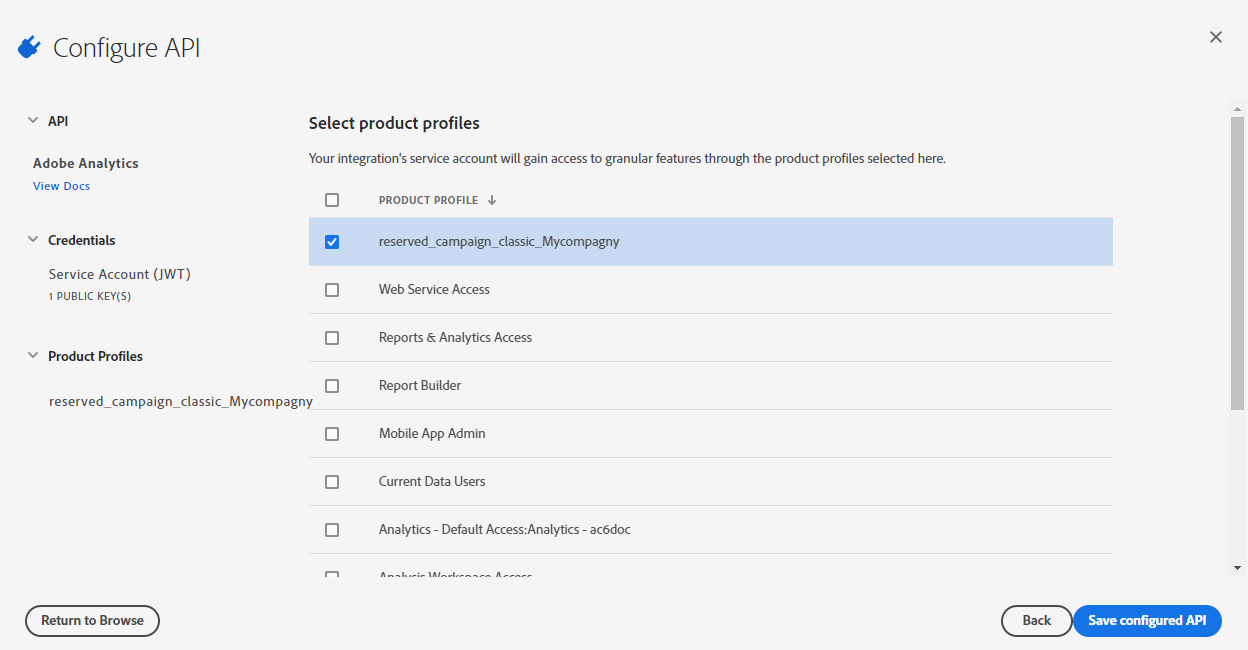 Configure API
API
Adobe Analytics
View Docs
Credentials
Service Account (JWT)
1 PUBLIC KEY(S)
Product Profiles
reserved_campaign_classic_Mycompagny
Select product profiles
Your integration's service account will gain access to granular features through the product profiles selected here.
PRODUCT PROFILE
reserved_campaign_classic_Mycompagny
Web Service Access
Reports & Analytics Access
Report Builder
Mobile App Admin
Current Data Users
Analytics - Default Access:Analytics - ac6doc
Analysis Workspace Access
Return to Browse
Back
Save configured API